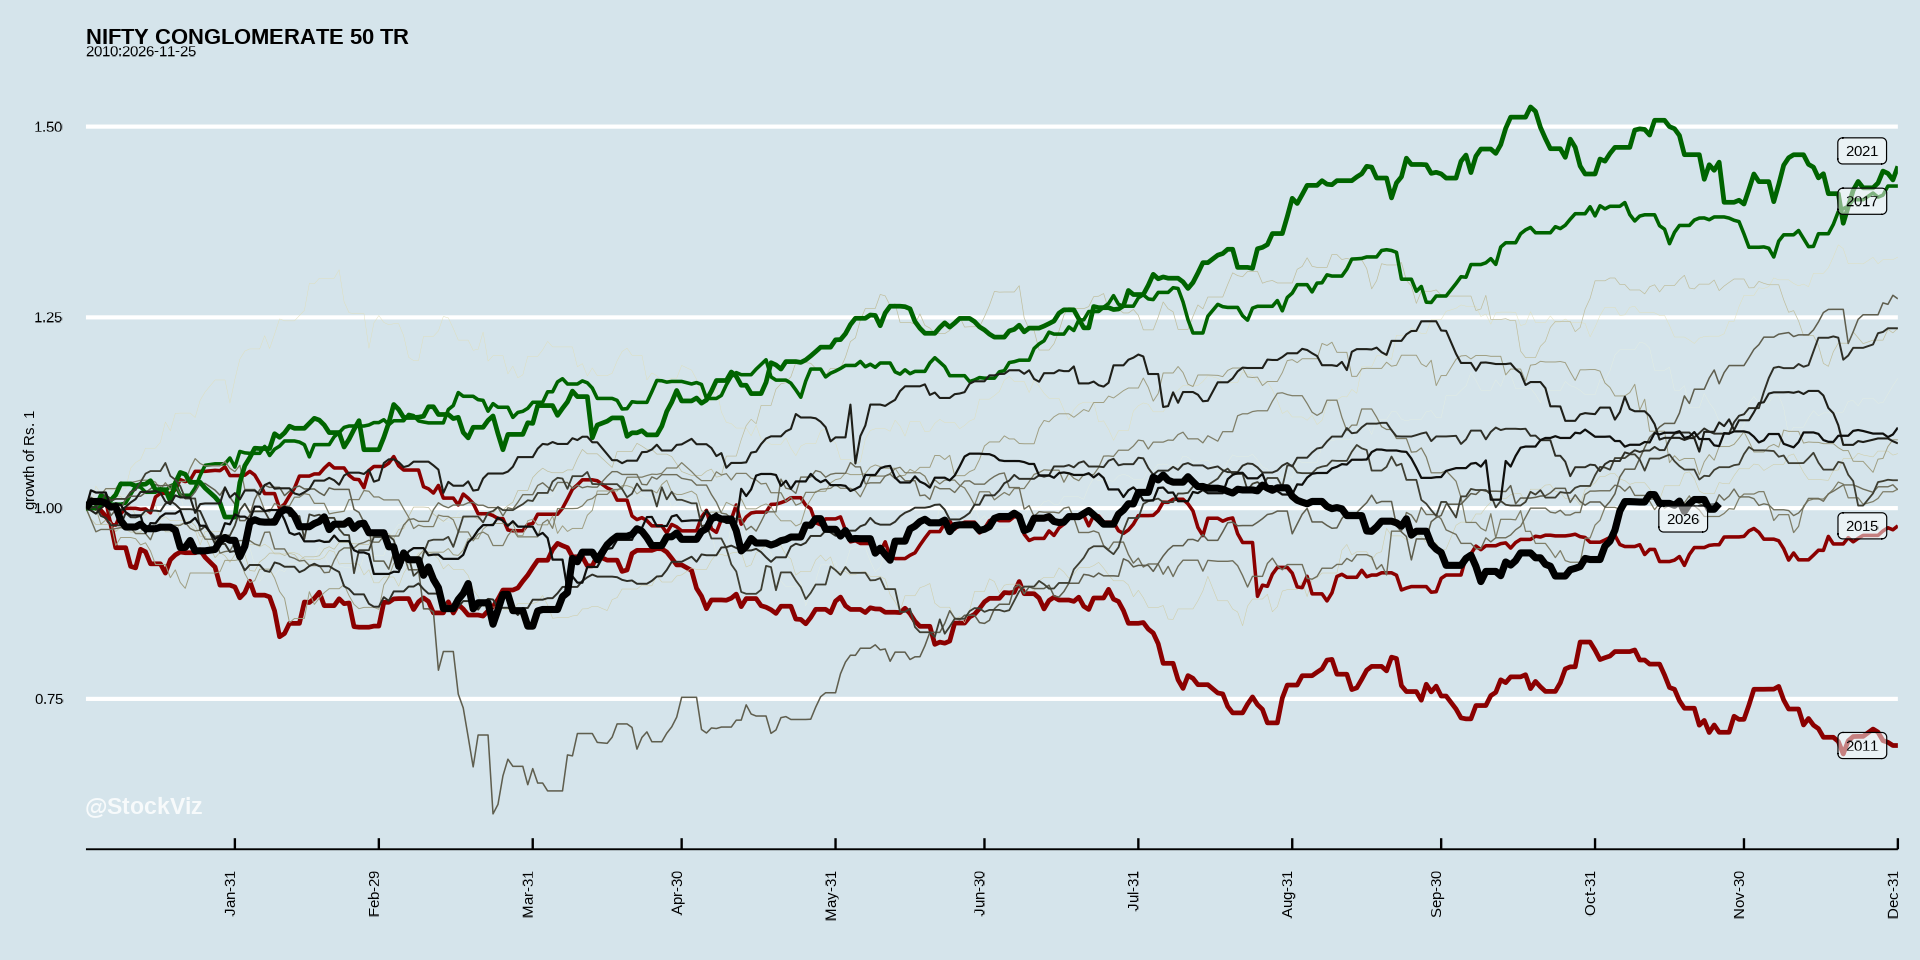 NIFTY CONGLOMERATE 50 TR
2010:2026-11-25
growth of Rs. 1
1.50
1.25
1.00
0.75
2021
2017
2026
2015
2011
@StockViz
Jan-31
Feb-29
Mar-31
Apr-30
May-31
Jun-30
Jul-31
Aug-31
Sep-30
Oct-31
Nov-30
Dec-31